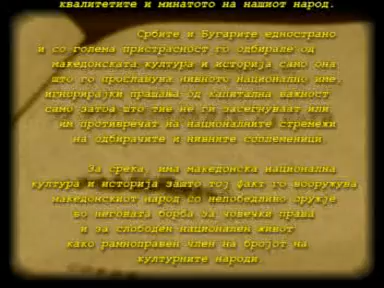 квалитетите и минатото на нашиот народ.
Србите и Бугарите еднострано
и со голема пристрасност го одбирале од
македонската култура и историја само она
што го прославува нивното национално име,
игнорирајќи прашања од капитална важност
само затоа што тие не ги засегнуваат или
им противречат на националните стремежи
на одбирачите и нивните соплеменици.
За среќа, има македонска национална
култура и историја зашто тој факт го вооружува
македонскиот народ со непобедливо оружје
во неговата борба за човечки права
и за слободен национален живот
како рамноправен член на бројот на
културните народи